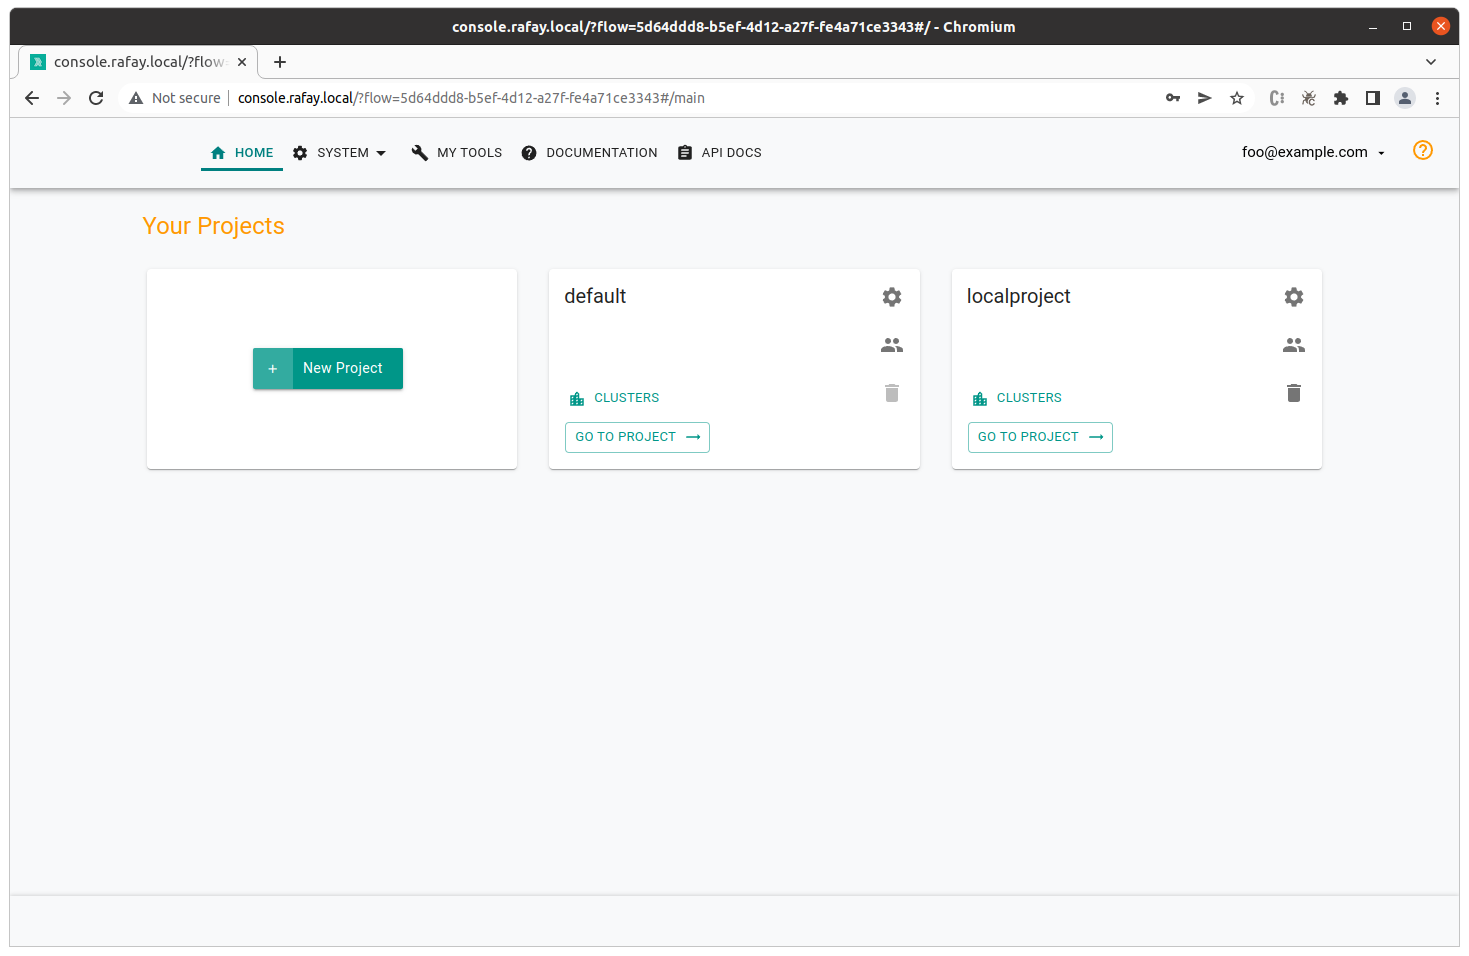 console.rafay.local/?flow=5d64ddd8-b5ef-4d12-a27f-fe4a71ce3343#/ - Chromium
console.rafay.local/?flow
Not secure console.rafay.local/?flow=5d64ddd8-b5ef-4d12-a27f-fe4a71ce3343#/main
HOME SYSTEM MY TOOLS DOCUMENTATION API DOCS foo@example.com
Your Projects
+ New Project
default
CLUSTERS
GO TO PROJECT
localproject
CLUSTERS
GO TO PROJECT